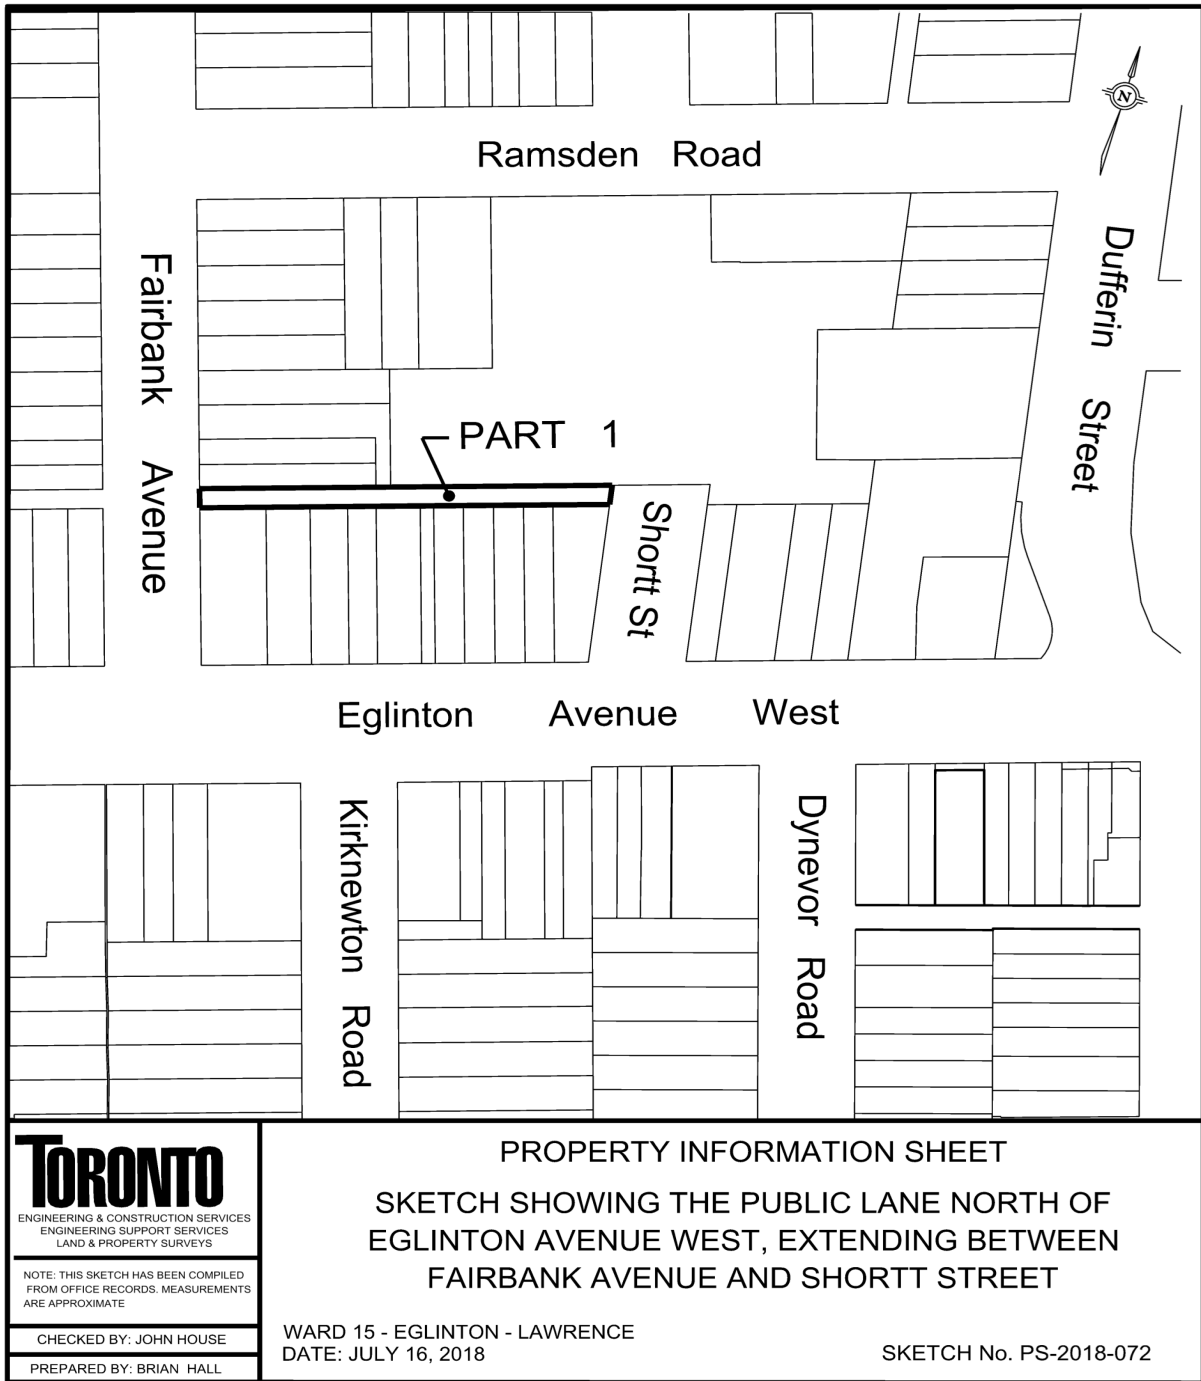 N
Ramsden Road
Fairbank Avenue
Dufferin Street
PART 1
Shortt St
Eglinton Avenue West
Kirknewton Road
Dynevor Road
TORONTO
ENGINEERING & CONSTRUCTION SERVICES
ENGINEERING SUPPORT SERVICES
LAND & PROPERTY SURVEYS
NOTE: THIS SKETCH HAS BEEN COMPILED
FROM OFFICE RECORDS. MEASUREMENTS
ARE APPROXIMATE
CHECKED BY: JOHN HOUSE
PREPARED BY: BRIAN HALL
PROPERTY INFORMATION SHEET
SKETCH SHOWING THE PUBLIC LANE NORTH OF
EGLINTON AVENUE WEST, EXTENDING BETWEEN
FAIRBANK AVENUE AND SHORTT STREET
WARD 15 - EGLINTON - LAWRENCE
DATE: JULY 16, 2018
SKETCH No. PS-2018-072